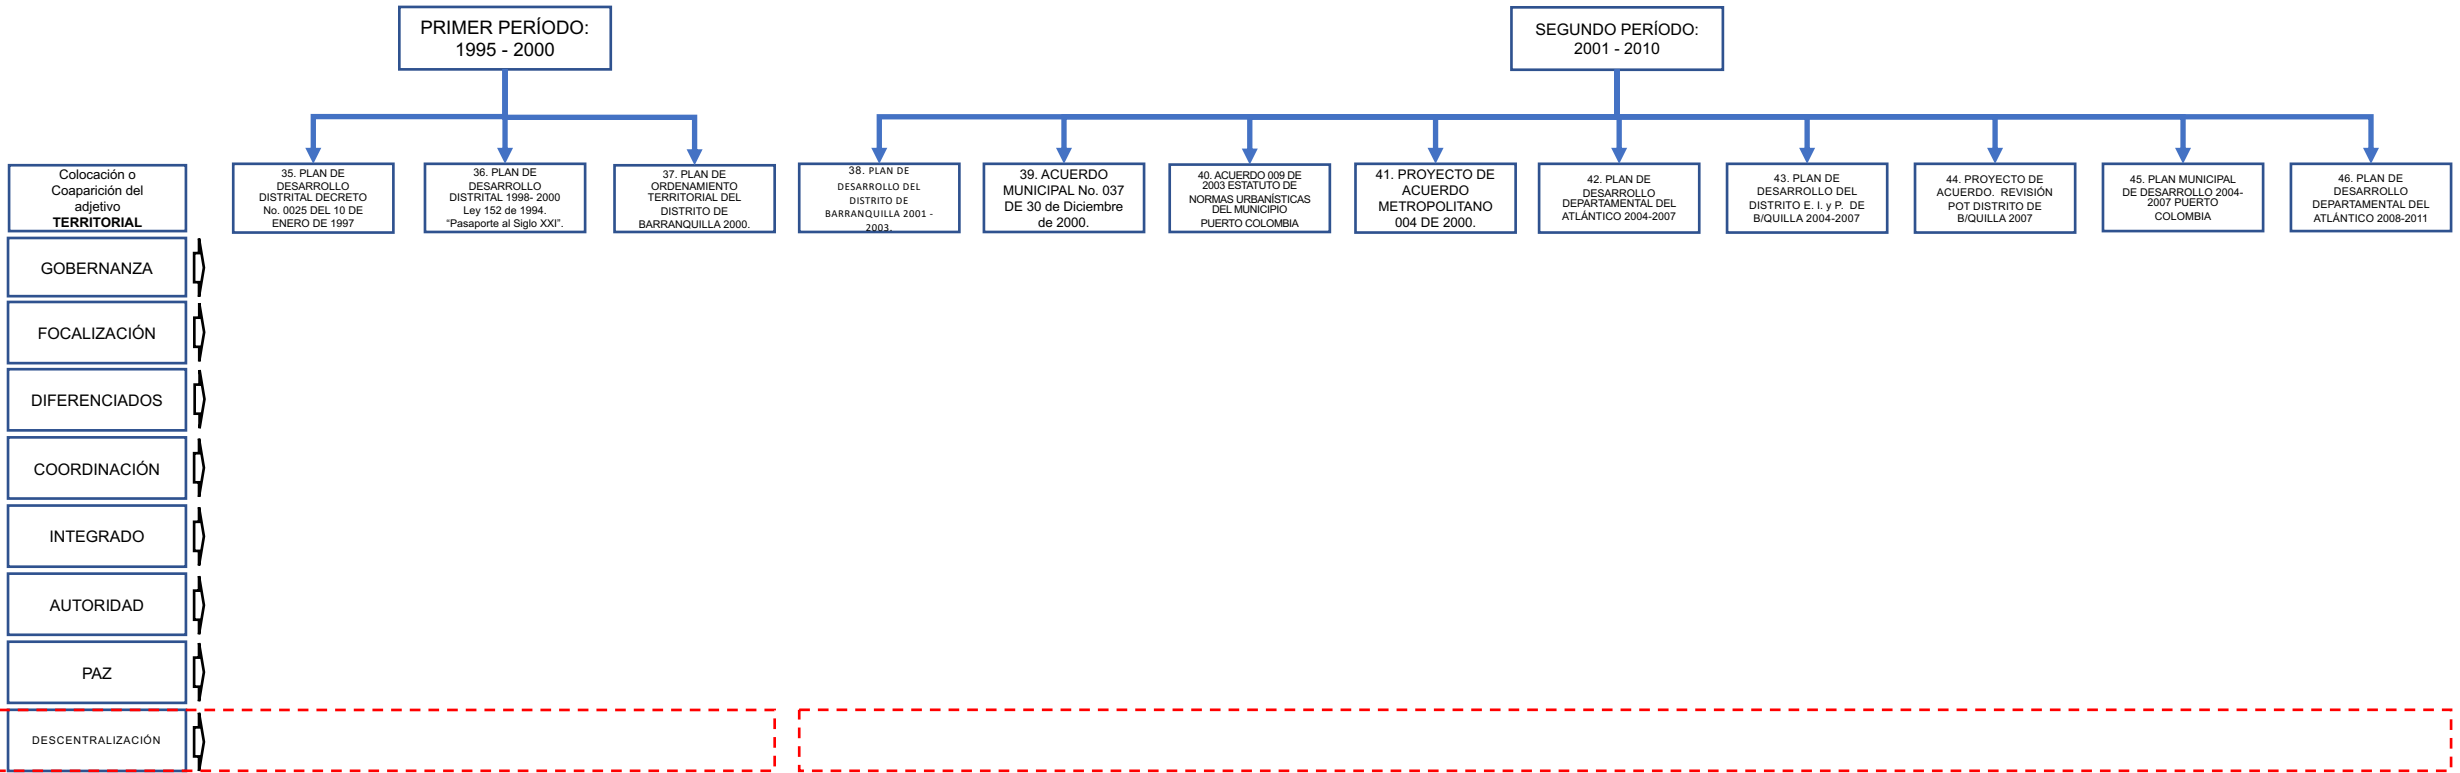 PRIMER PERÍODO:
1995 - 2000
SEGUNDO PERÍODO:
2001 - 2010
Colocación o
Coaparición del
adjetivo
TERRITORIAL
35. PLAN DE
DESARROLLO
DISTRITAL DECRETO
No. 0025 DEL 10 DE
ENERO DE 1997
36. PLAN DE
DESARROLLO
DISTRITAL 1998- 2000
Ley 152 de 1994.
“Pasaporte al Siglo XXI”.
37. PLAN DE
ORDENAMIENTO
TERRITORIAL DEL
DISTRITO DE
BARRANQUILLA 2000.
38. PLAN DE
DESARROLLO DEL
DISTRITO DE
BARRANQUILLA 2001 -
2003.
39. ACUERDO
MUNICIPAL No. 037
DE 30 de Diciembre
de 2000.
40. ACUERDO 009 DE
2003 ESTATUTO DE
NORMAS URBANÍSTICAS
DEL MUNICIPIO
PUERTO COLOMBIA
41. PROYECTO DE
ACUERDO
METROPOLITANO
004 DE 2000.
42. PLAN DE
DESARROLLO
DEPARTAMENTAL DEL
ATLÁNTICO 2004-2007
43. PLAN DE
DESARROLLO DEL
DISTRITO E. I. y P. DE
B/QUILLA 2004-2007
44. PROYECTO DE
ACUERDO. REVISIÓN
POT DISTRITO DE
B/QUILLA 2007
45. PLAN MUNICIPAL
DE DESARROLLO 2004-
2007 PUERTO
COLOMBIA
46. PLAN DE
DESARROLLO
DEPARTAMENTAL DEL
ATLÁNTICO 2008-2011
GOBERNANZA
FOCALIZACIÓN
DIFERENCIADOS
COORDINACIÓN
INTEGRADO
AUTORIDAD
PAZ
DESCENTRALIZACIÓN